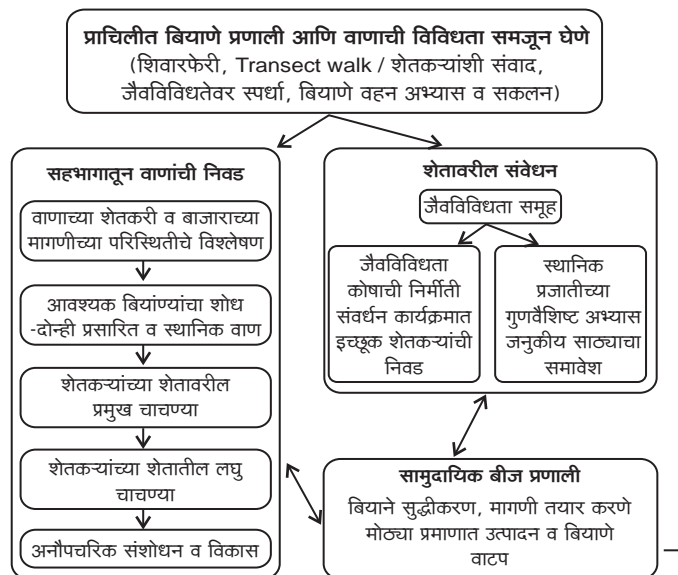 प्राचिलीत बियाणे प्रणाली आणि वाणाची विविधता समजून घेणे
(शिवारफेरी, Transect walk / शेतकऱ्यांशी संवाद,
जैवविविधतेवर स्पर्धा, बियाणे वहन अभ्यास व सकलन)
सहभागातून वाणांची निवड
वाणाच्या शेतकरी व बाजाराच्या
मागणीच्या परिस्थितीचे विश्लेषण
आवश्यक बियांण्यांचा शोध
-दोन्ही प्रसारित व स्थानिक वाण
शेतकऱ्यांच्या शेतावरील
प्रमुख चाचण्या
शेतकऱ्यांच्या शेतातील लघु
चाचण्या
अनौपचरिक संशोधन व विकास
शेतावरील संवेधन
जैवविविधता समूह
जैवविविधता
कोषाची निर्मीती
संवर्धन कार्यक्रमात
इच्छूक शेतकऱ्यांची
निवड
स्थानिक
प्रजातीच्या
गुणवैशिष्ट अभ्यास
जनुकीय साठ्याचा
समावेश
सामुदायिक बीज प्रणाली
बियाने सुद्धीकरण, मागणी तयार करणे
मोठ्या प्रमाणात उत्पादन व बियाणे
वाटप